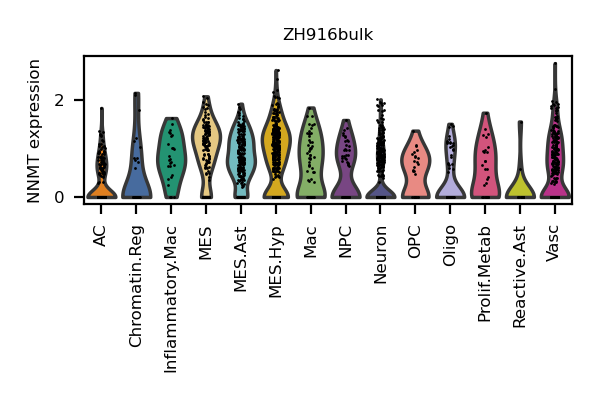 ZH916bulk
NNMT expression
2
0
AC
Chromatin.Reg
Inflammatory.Mac
MES
MES.Ast
MES.Hyp
Mac
NPC
Neuron
OPC
Oligo
Prolif.Metab
Reactive.Ast
Vasc